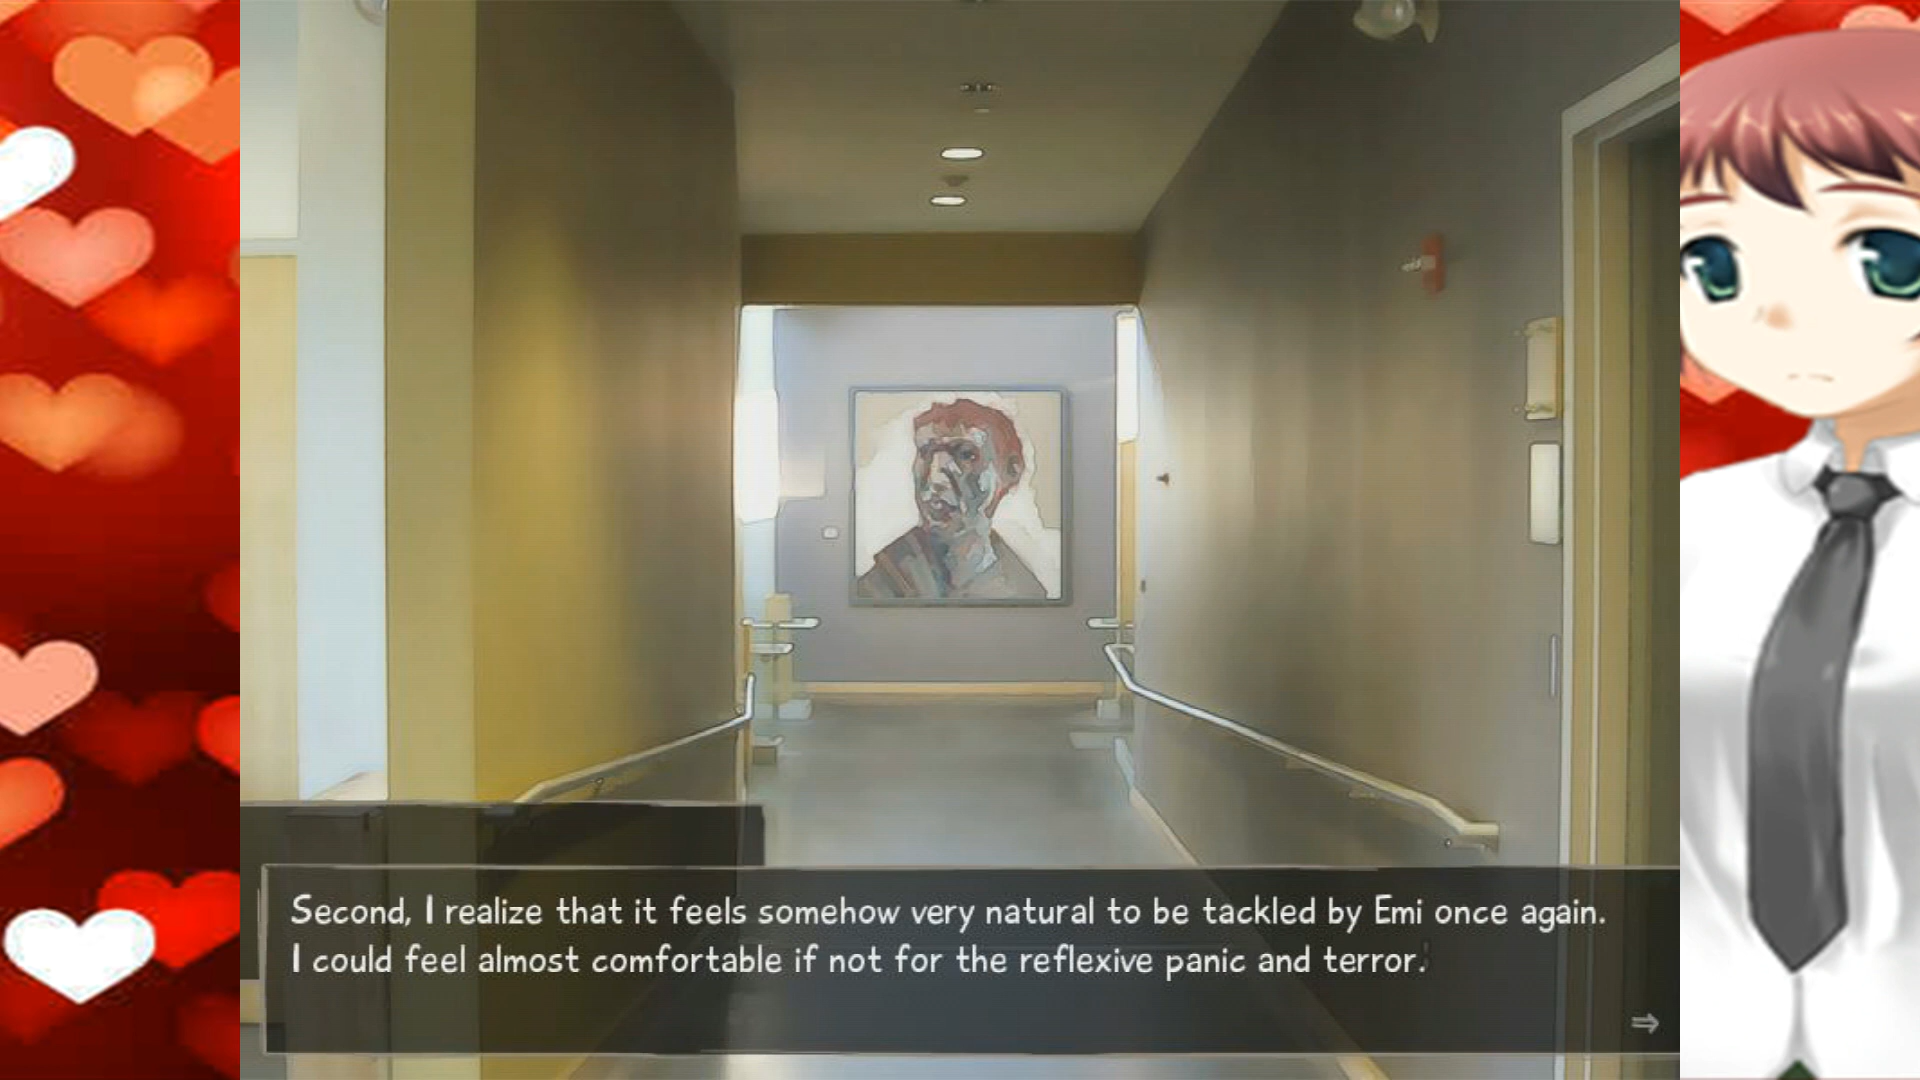 Second, I realize that it feels somehow very natural to be tackled by Emi once again.
I could feel almost comfortable if not for the reflexive panic and terror.